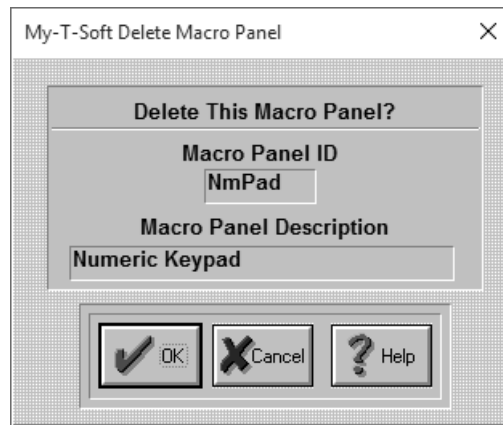 My-T-Soft Delete Macro Panel
Delete This Macro Panel?
Macro Panel ID
NmPad
Macro Panel Description
Numeric Keypad
OK Cancel Help